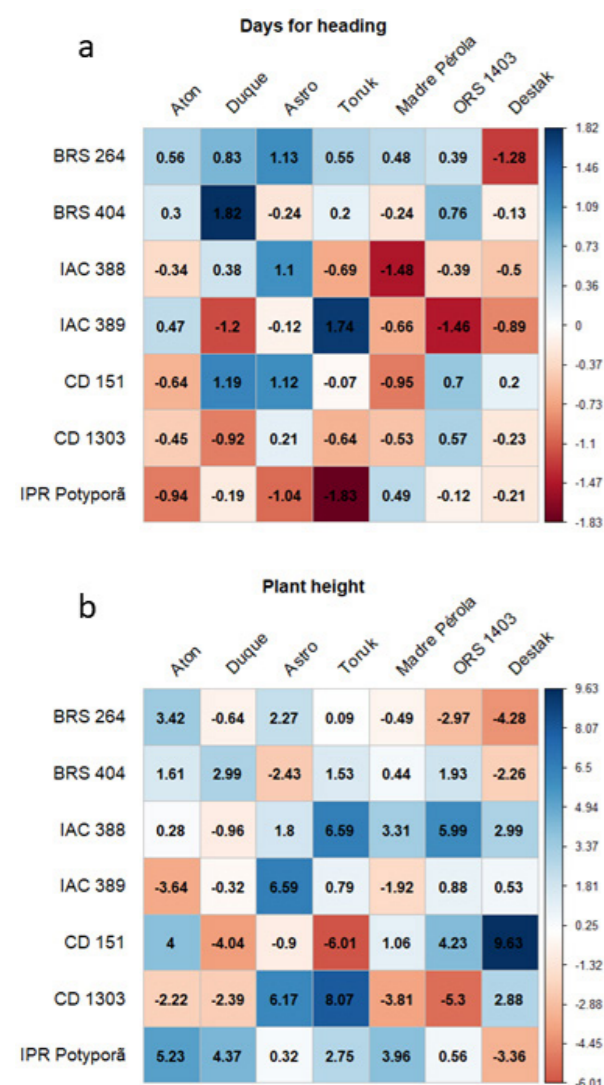 Days for heading
a
Aton Duque Astro Toruk Madre Pérola ORS 1403 Destak
BRS 264 0.56 0.83 1.13 0.55 0.48 0.39 -1.28
BRS 404 0.3 1.82 -0.24 0.2 -0.24 0.76 -0.13
IAC 388 -0.34 0.38 1.1 -0.69 -1.48 -0.39 -0.5
IAC 389 0.47 -1.2 -0.12 1.74 -0.66 -1.46 -0.89
CD 151 -0.64 1.19 1.12 -0.07 -0.95 0.7 0.2
CD 1303 -0.45 -0.92 0.21 -0.64 -0.53 0.57 -0.23
IPR Potyporã -0.94 -0.19 -1.04 -1.83 0.49 -0.12 -0.21
1.82
1.46
1.09
0.73
0.36
0
-0.37
-0.73
-1.1
-1.47
-1.83
Plant height
b
Aton Duque Astro Toruk Madre Pérola ORS 1403 Destak
BRS 264 3.42 -0.64 2.27 0.09 -0.49 -2.97 -4.28
BRS 404 1.61 2.99 -2.43 1.53 0.44 1.93 -2.26
IAC 388 0.28 -0.96 1.8 6.59 3.31 5.99 2.99
IAC 389 -3.64 -0.32 6.59 0.79 -1.92 0.88 0.53
CD 151 4 -4.04 -0.9 -6.01 1.06 4.23 9.63
CD 1303 -2.22 -2.39 6.17 8.07 -3.81 -5.3 2.88
IPR Potyporã 5.23 4.37 0.32 2.75 3.96 0.56 -3.36
9.63
8.07
6.5
4.94
3.37
1.81
0.25
-1.32
-2.88
-4.45
-6.01